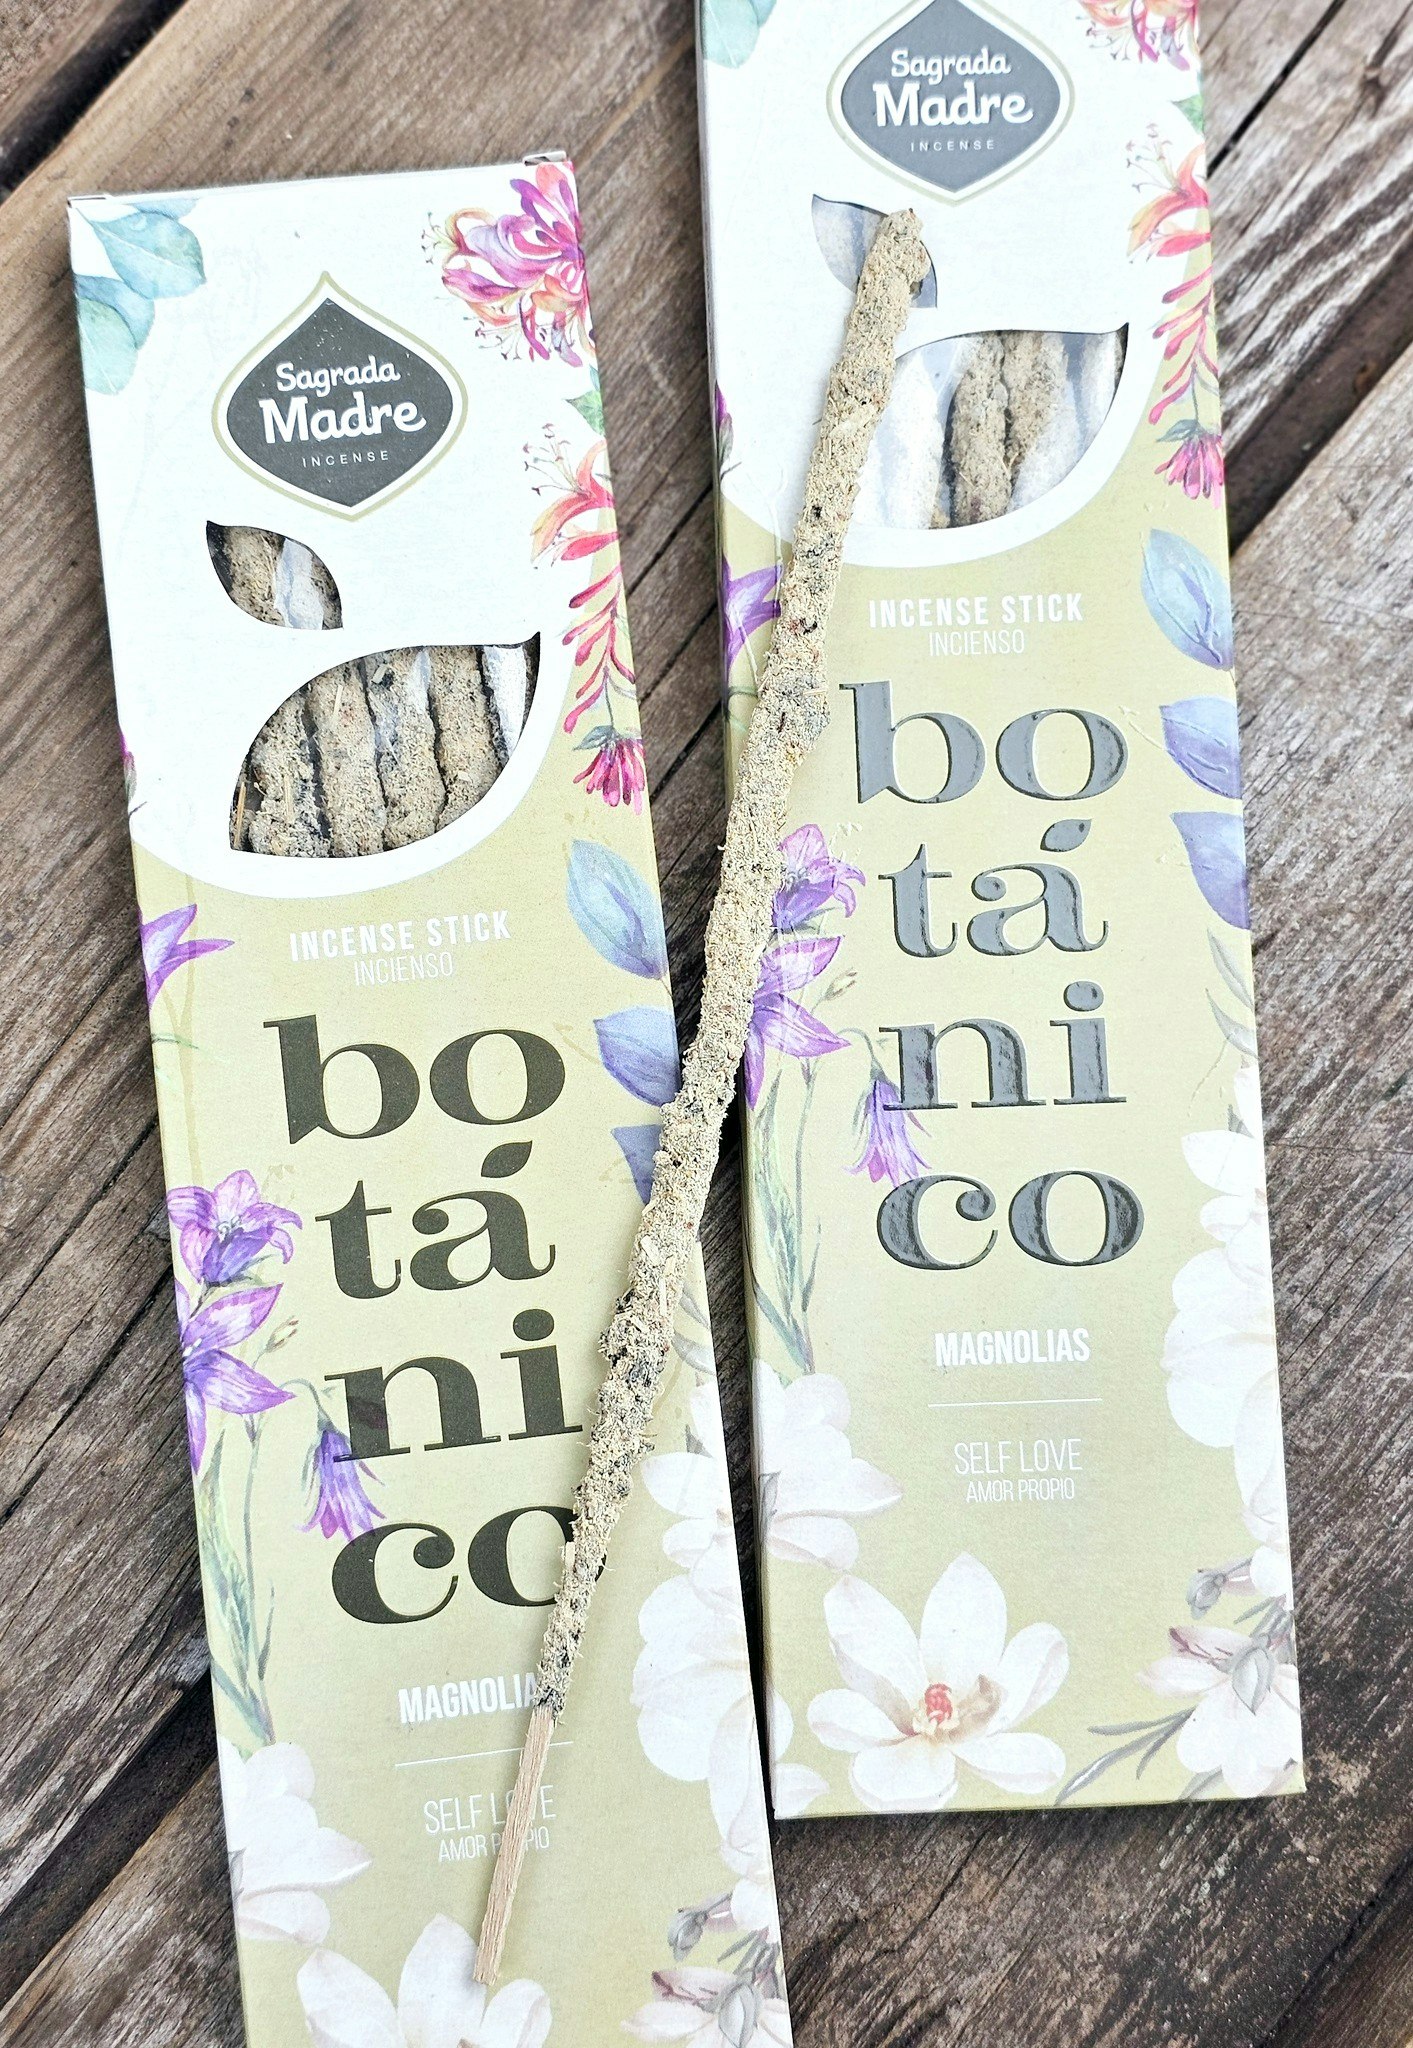 Sagrada
Madre
INCENSE
INCENSE STICK
INCIENSO
bo
tá
ni
co
MAGNOLIA
SELF LOVE
AMOR PROPIO
Sagrada
Madre
INCENSE
INCENSE STICK
INCIENSO
bo
tá
ni
co
MAGNOLIAS
SELF LOVE
AMOR PROPIO